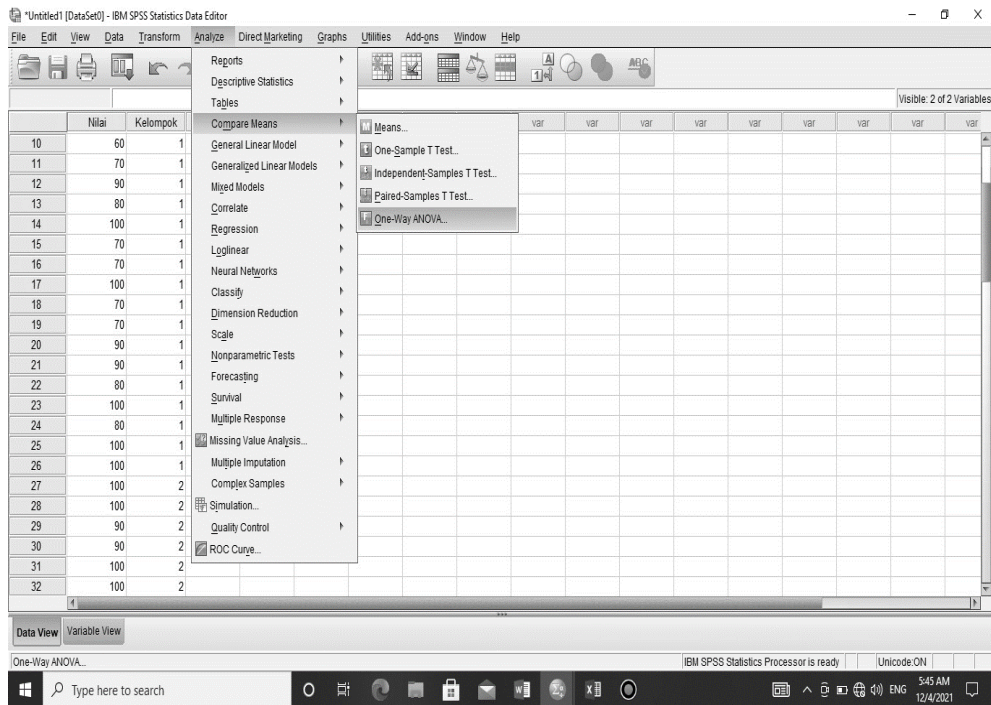 *Untitled1 [DataSet0] - IBM SPSS Statistics Data Editor
File Edit View Data Transform Analyze Direct Marketing Graphs Utilities Add-ons Window Help
Visible: 2 of 2 Variables
Nilai Kelompok var var var var var var var var var
10 60 1
11 70 1
12 90 1
13 80 1
14 100 1
15 70 1
16 70 1
17 100 1
18 70 1
19 70 1
20 90 1
21 90 1
22 80 1
23 100 1
24 80 1
25 100 1
26 100 1
27 100 2
28 100 2
29 90 2
30 90 2
31 100 2
32 100 2
Reports
Descriptive Statistics
Tables
Compare Means
General Linear Model
Generalized Linear Models
Mixed Models
Correlate
Regression
Loglinear
Neural Networks
Classify
Dimension Reduction
Scale
Nonparametric Tests
Forecasting
Survival
Multiple Response
Missing Value Analysis...
Multiple Imputation
Complex Samples
Simulation...
Quality Control
ROC Curve...
Means...
One-Sample T Test...
Independent-Samples T Test...
Paired-Samples T Test...
One-Way ANOVA...
Data View Variable View
One-Way ANOVA...
IBM SPSS Statistics Processor is ready
Unicode:ON
Type here to search
ENG
5:45 AM
12/4/2021